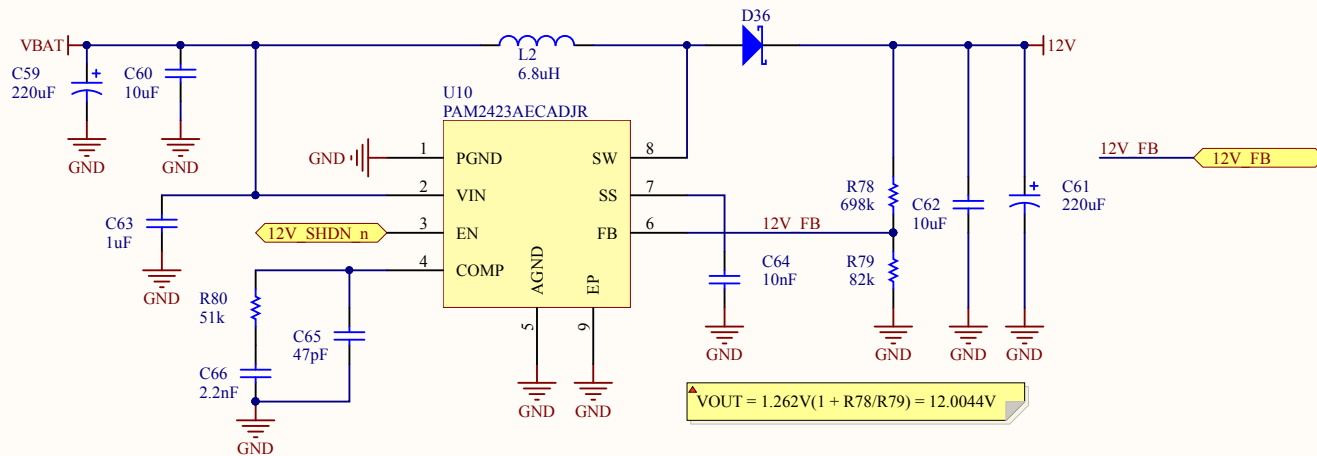 D36
VBAT
12V
C59
220uF
C60
10uF
L2
6.8uH
U10
PAM2423AECADJR
GND
GND
GND
1
PGND
SW
8
12V_FB
12V_FB
2
VIN
SS
7
R78
698k
C62
10uF
C61
220uF
C63
1uF
12V_SHDN_n
3
EN
FB
6
12V_FB
GND
4
COMP
AGND
EP
C64
10nF
R79
82k
R80
51k
C65
47pF
5
9
GND
GND
GND
GND
C66
2.2nF
GND
GND
GND
VOUT = 1.262V(1 + R78/R79) = 12.0044V